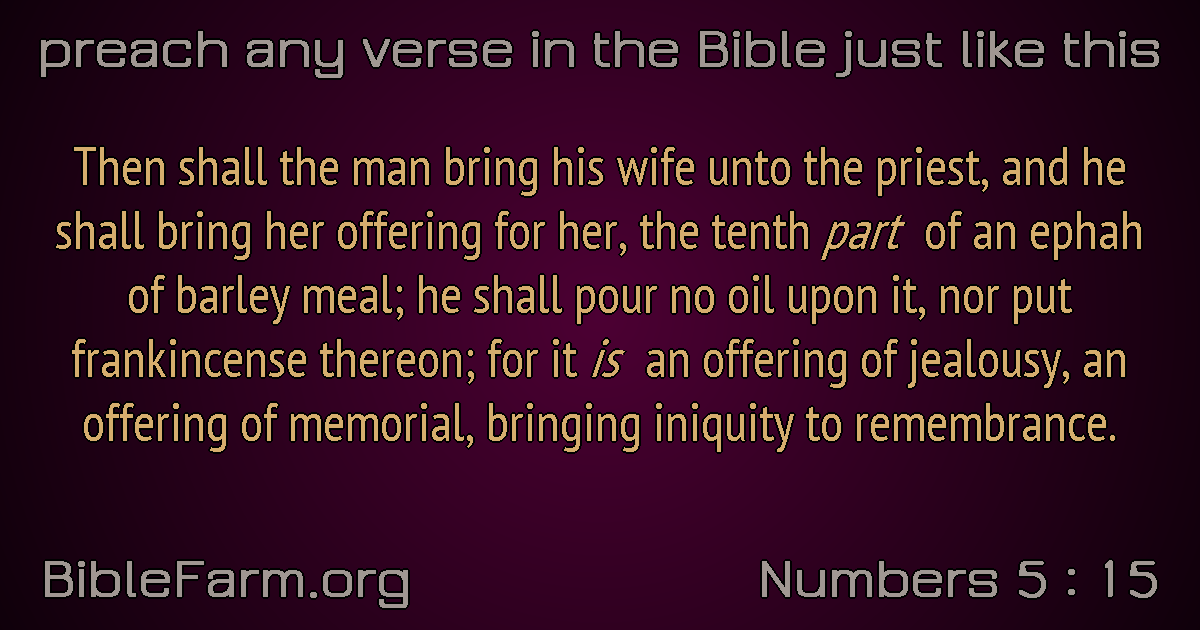 preach any verse in the Bible just like this
Then shall the man bring his wife unto the priest, and he
shall bring her offering for her, the tenth part of an ephah
of barley meal; he shall pour no oil upon it, nor put
frankincense thereon; for it is an offering of jealousy, an
offering of memorial, bringing iniquity to remembrance.
BibleFarm.org
Numbers 5 : 15